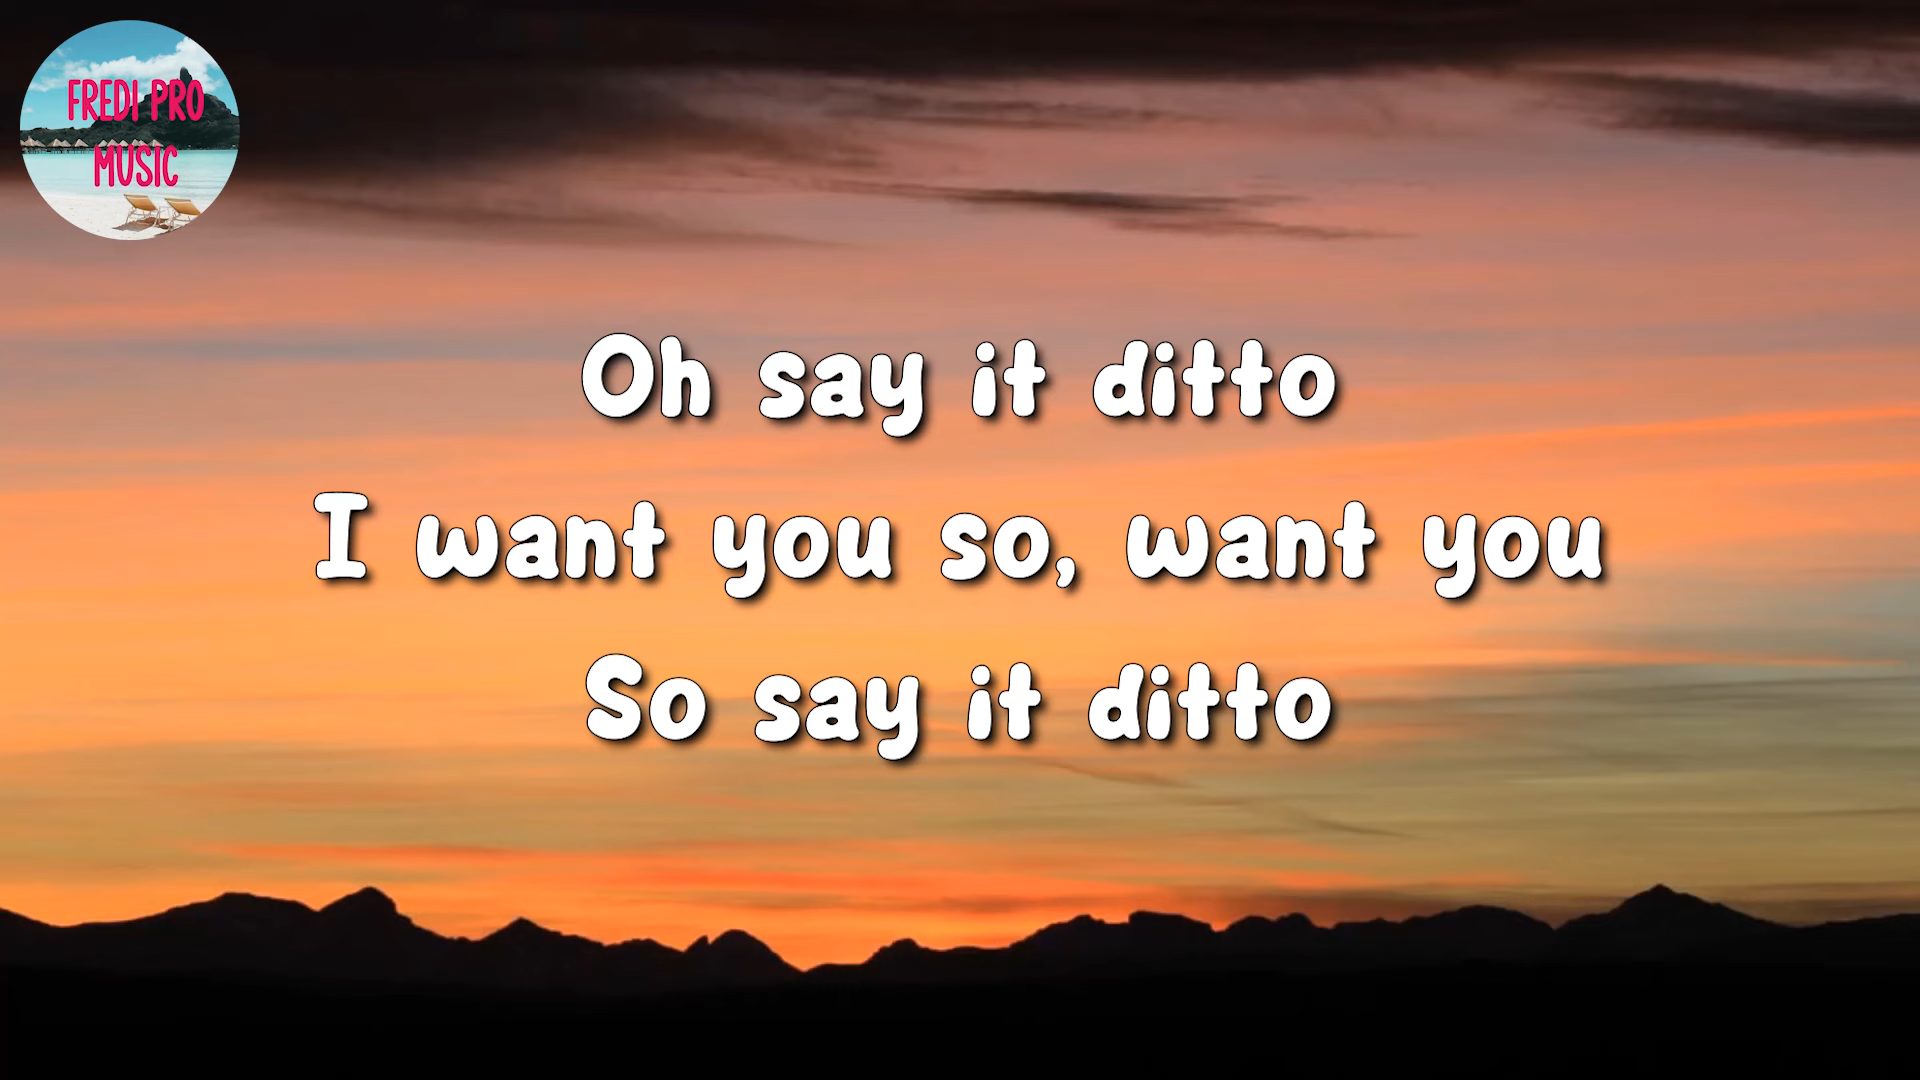 FREDI PRO
MUSIC
Oh say it ditto
I want you so, want you
So say it ditto